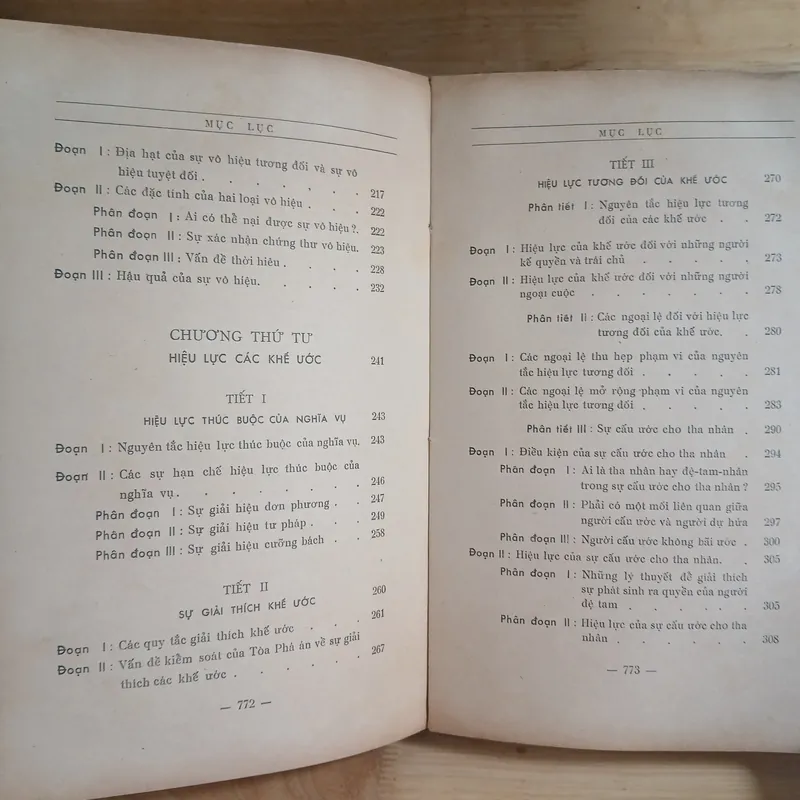 MỤC LỤC
Đoạn I : Địa hạt của sự vô hiệu tương đối và sự vô
hiệu tuyệt đối . . . . . . . 217
Đoạn II : Các đặc tính của hai loại vô hiệu . . . . 222
Phân đoạn I : Ai có thể nại được sự vô hiệu ?. 222
Phân đoạn II : Sự xác nhận chứng thư vô hiệu. 223
Phân đoạn III : Vấn đề thời hiêu . . . . 228
Đoạn III : Hậu quả của sự vô hiệu. . . . . . 232
CHƯƠNG THỨ TƯ
HIỆU LỰC CÁC KHẾ ƯỚC 241
TIẾT I
HIỆU LỰC THÚC BUỘC CỦA NGHĨA VỤ 243
Đoạn I : Nguyên tắc hiệu lực thúc buộc của nghĩa vụ. 243
Đoạn II : Các sự hạn chế hiệu lực thúc buộc của
nghĩa vụ . . . . . . . . 246
Phân đoạn I : Sự giải hiệu đơn phương . . 247
Phân đoạn II : Sự giải hiệu tư pháp . . . 249
Phân đoạn III : Sự giải hiệu cưỡng bách . . 258
TIẾT II 260
SỰ GIẢI THÍCH KHẾ ƯỚC
Đoạn I : Các quy tắc giải thích khế ước . . . . 261
Đoạn II : Vấn đề kiểm soát của Tòa Phá án về sự giải
thích các khế ước . . . . . . . 267
— 772 —
MỤC LỤC
TIẾT III
HIỆU LỰC TƯƠNG ĐỐI CỦA KHẾ ƯỚC 270
Phân tiết I : Nguyên tắc hiệu lực tương
đối của các khế ước . . 272
Đoạn I : Hiệu lực của khế ước đối với những người
kế quyền và trái chủ . . . . . 273
Đoạn II : Hiệu lực của khế ước đối với những người
ngoại cuộc . . . . . . . 278
Phân tiết II : Các ngoại lệ đối với hiệu lực
tương đối của khế ước. . 280
Đoạn I : Các ngoại lệ thu hẹp phạm vi của nguyên
tắc hiệu lực tương đối . . . . . 281
Đoạn II : Các ngoại lệ mở rộng phạm vi của nguyên
tắc hiệu lực tương đối . . . . . 283
Phân tiết III : Sự cấu ước cho tha nhân . 290
Đoạn I : Điều kiện của sự cấu ước cho tha nhân . 294
Phân đoạn I : Ai là tha nhân hay đệ-tam-nhân
trong sự cấu ước cho tha nhân ? 295
Phân đoạn II : Phải có một mối liên quan giữa
người cấu ước và người dự hứa 297
Phân đoạn III : Người cấu ước không bãi ước . 300
Đoạn II : Hiệu lực của sự cấu ước cho tha nhân. . 305
Phân đoạn I : Những lý thuyết để giải thích
sự phát sinh ra quyền của người
đệ tam . . . . . . 305
Phân đoạn II : Hiệu lực của sự cấu ước cho tha
nhân . . . . . . . 308
— 773 —